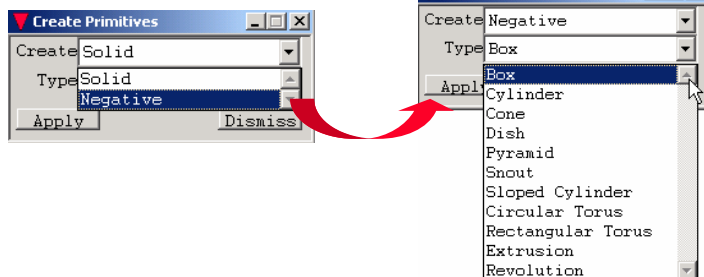 Create Primitives
Create Solid
Type Solid
Negative
Apply Dismiss
Create Negative
Type Box
Box
Appl
Cylinder
Cone
Dish
Pyramid
Snout
Sloped Cylinder
Circular Torus
Rectangular Torus
Extrusion
Revolution